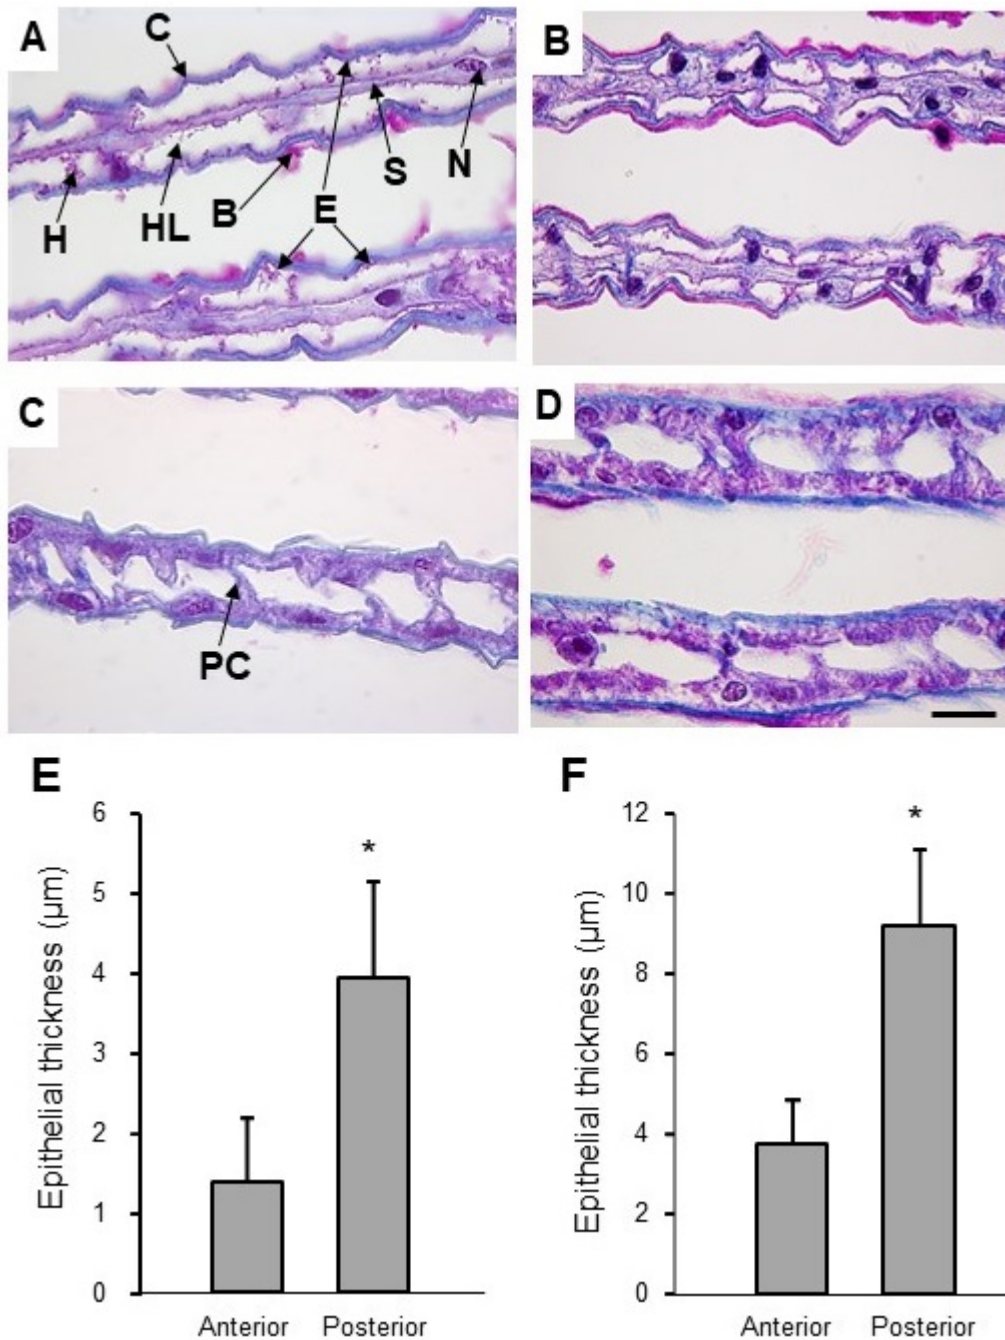 A
C
H
HL
B
E
S
N
B
C
PC
D
E
Epithelial thickness (µm)
6
5
4
3
2
1
0
*
Anterior
Posterior
F
Epithelial thickness (µm)
12
10
8
6
4
2
0
*
Anterior
Posterior